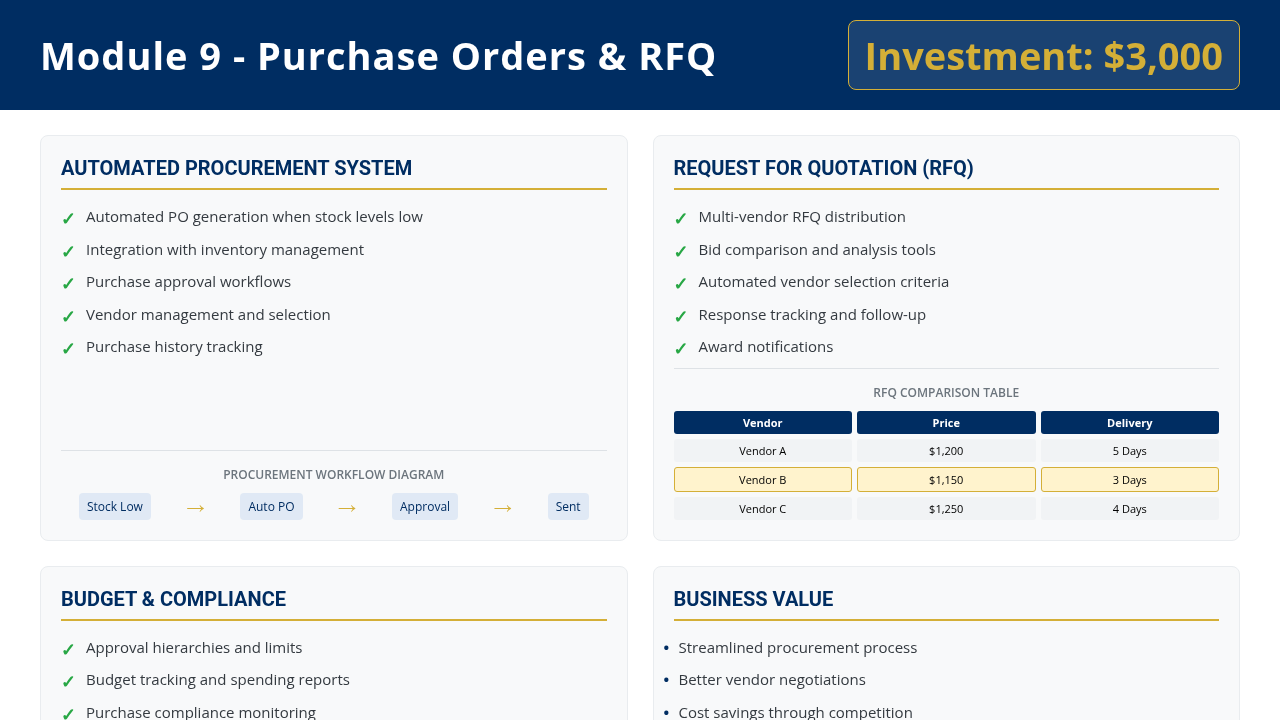 Module 9 - Purchase Orders & RFQ
Investment: $3,000
AUTOMATED PROCUREMENT SYSTEM
✓ Automated PO generation when stock levels low
✓ Integration with inventory management
✓ Purchase approval workflows
✓ Vendor management and selection
✓ Purchase history tracking
PROCUREMENT WORKFLOW DIAGRAM
Stock Low → Auto PO → Approval → Sent
REQUEST FOR QUOTATION (RFQ)
✓ Multi-vendor RFQ distribution
✓ Bid comparison and analysis tools
✓ Automated vendor selection criteria
✓ Response tracking and follow-up
✓ Award notifications
RFQ COMPARISON TABLE
Vendor Price Delivery
Vendor A $1,200 5 Days
Vendor B $1,150 3 Days
Vendor C $1,250 4 Days
BUDGET & COMPLIANCE
✓ Approval hierarchies and limits
✓ Budget tracking and spending reports
✓ Purchase compliance monitoring
BUSINESS VALUE
• Streamlined procurement process
• Better vendor negotiations
• Cost savings through competition